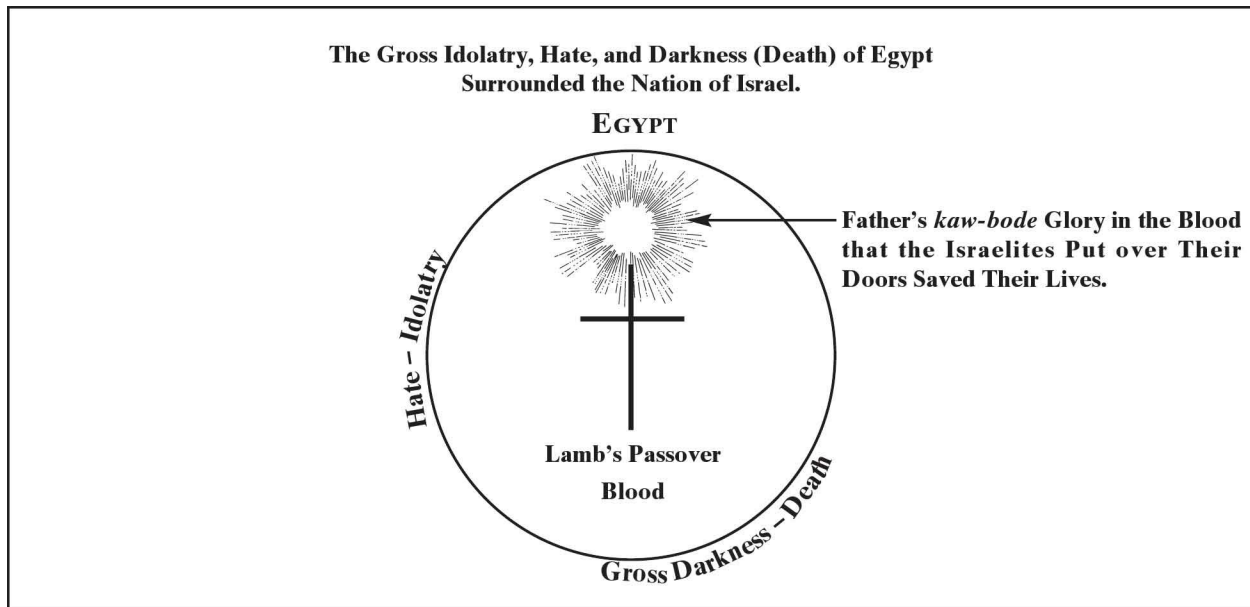 The Gross Idolatry, Hate, and Darkness (Death) of Egypt
Surrounded the Nation of Israel.
EGYPT
Father's kaw-bode Glory in the Blood
that the Israelites Put over Their
Doors Saved Their Lives.
Hate – Idolatry
Lamb's Passover
Blood
Gross Darkness – Death